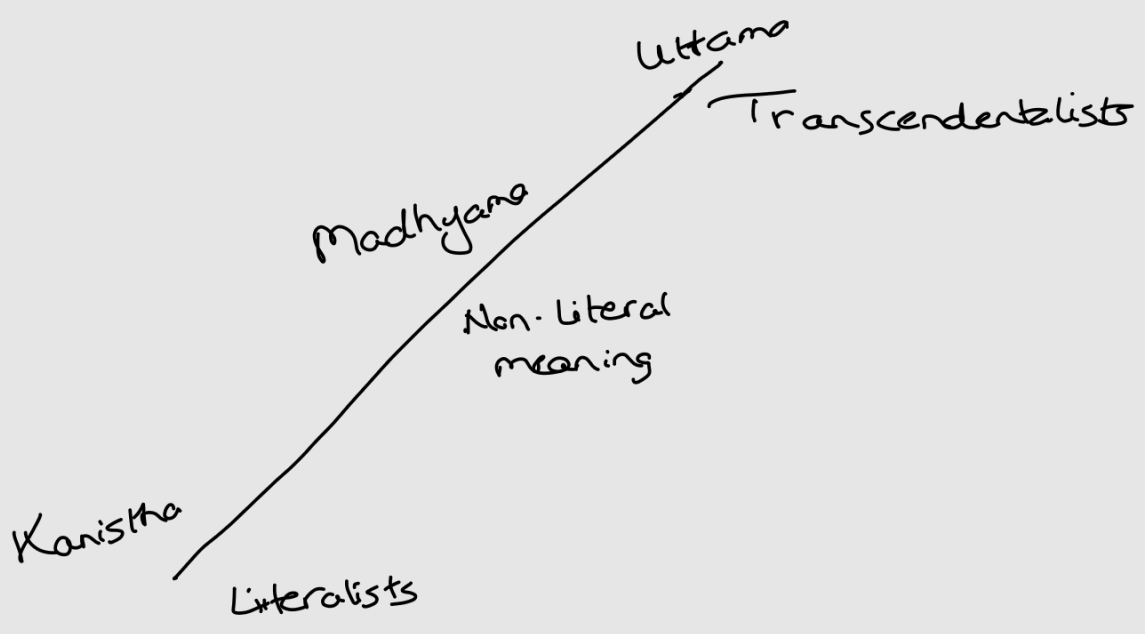 Uttama
Transcendentalists
Madhyama
Non-Literal
meaning
Kanistha
Literalists